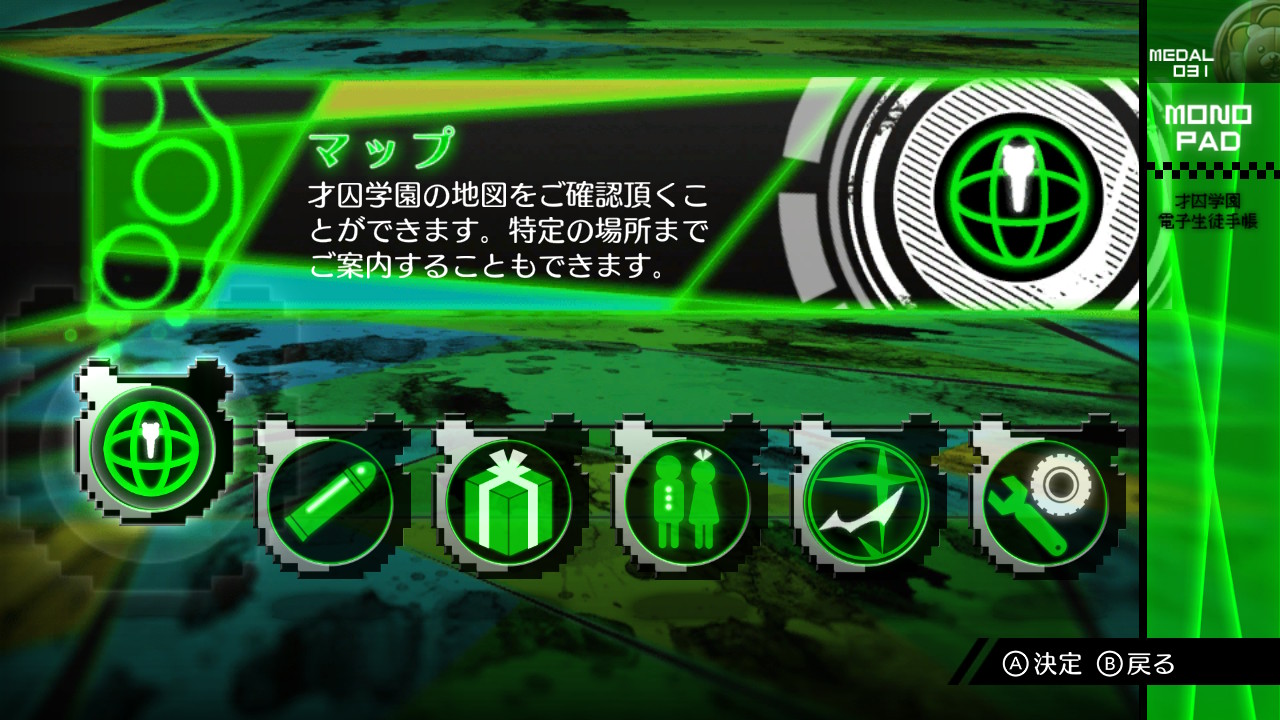 マップ
才囚学園の地図をご確認頂くこ
とができます。特定の場所まで
ご案内することもできます。
MEDAL
031
MONO
PAD
才囚学園
電子生徒手帳
Ⓐ決定 Ⓑ戻る